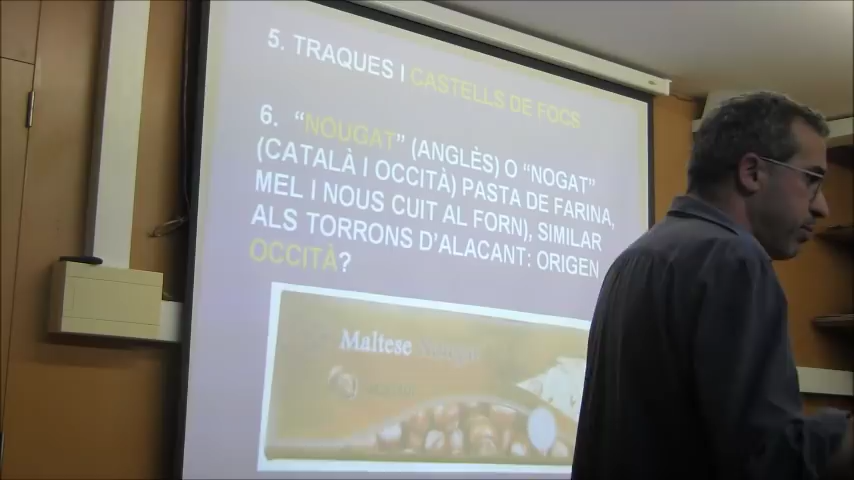 5. TRAQUES I CASTELLS DE FOCS
6. "NOUGAT" (ANGLÈS) O "NOGAT"
(CATALÀ I OCCITÀ) PASTA DE FARINA,
MEL I NOUS CUIT AL FORN), SIMILAR
ALS TORRONS D'ALACANT: ORIGEN
OCCITÀ?
Maltese